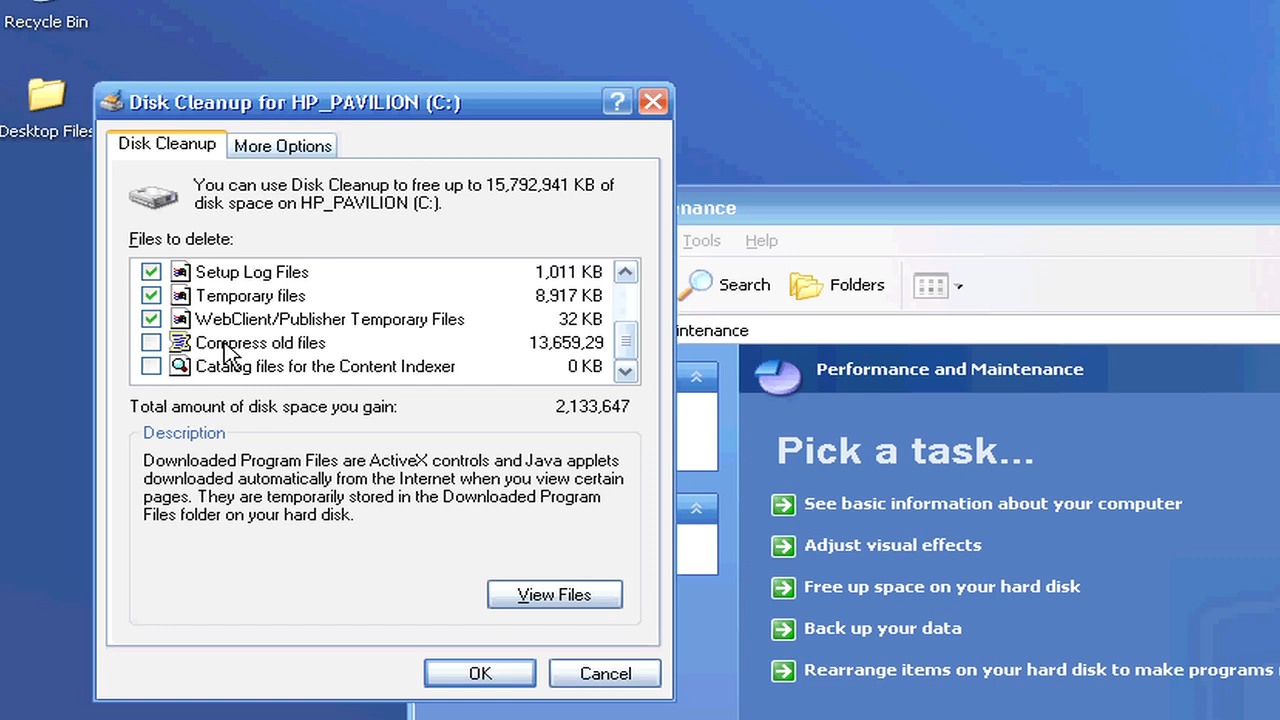 Recycle Bin
Desktop Files
Disk Cleanup for HP_PAVILION (C:)
?
Disk Cleanup
More Options
You can use Disk Cleanup to free up to 15,792,941 KB of
disk space on HP_PAVILION (C:).
Files to delete:
Setup Log Files 1,011 KB
Temporary files 8,917 KB
WebClient/Publisher Temporary Files 32 KB
Compress old files 13,659,29
Catalog files for the Content Indexer 0 KB
Total amount of disk space you gain: 2,133,647
Description
Downloaded Program Files are ActiveX controls and Java applets
downloaded automatically from the Internet when you view certain
pages. They are temporarily stored in the Downloaded Program
Files folder on your hard disk.
View Files
OK Cancel
nance
Tools Help
Search Folders
intenance
Performance and Maintenance
Pick a task...
See basic information about your computer
Adjust visual effects
Free up space on your hard disk
Back up your data
Rearrange items on your hard disk to make programs